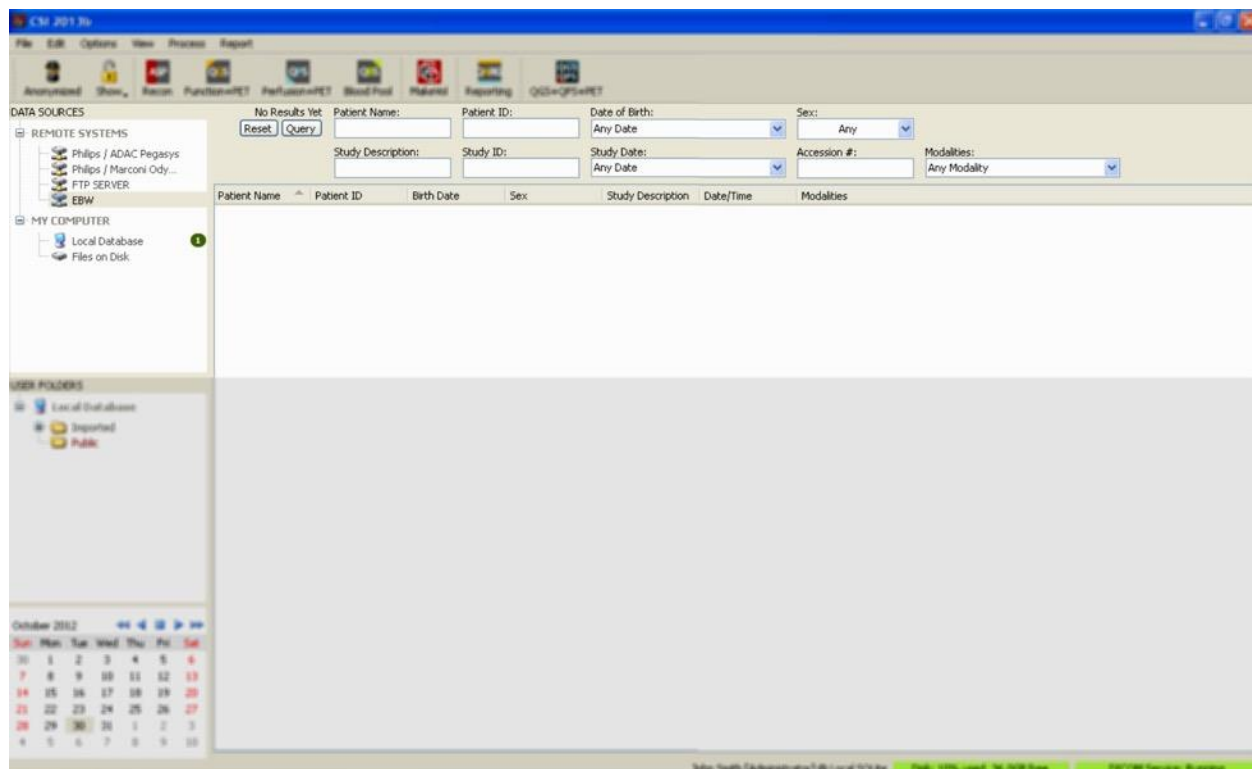 CSI 2013b
File Edit Options View Process Report
Anonymized Show... Recon Function+PET Perfusion+PET Blood Pool Reporting QGS+QPS+PET
DATA SOURCES
REMOTE SYSTEMS
Philips / ADAC Pegasys
Philips / Marconi Ody...
FTP SERVER
EBW
MY COMPUTER
Local Database 1
Files on Disk
No Results Yet Patient Name: Patient ID: Date of Birth: Sex:
Reset Query Any Date Any
Study Description: Study ID: Study Date: Accession #: Modalities:
Any Date Any Modality
Patient Name Patient ID Birth Date Sex Study Description Date/Time Modalities
USER FOLDERS
Local Database
Imported
Public
October 2012
Sun Mon Tue Wed Thu Fri Sat
30 1 2 3 4 5 6
7 8 9 10 11 12 13
14 15 16 17 18 19 20
21 22 23 24 25 26 27
28 29 30 31 1 2 3
4 5 6 7 8 9 10